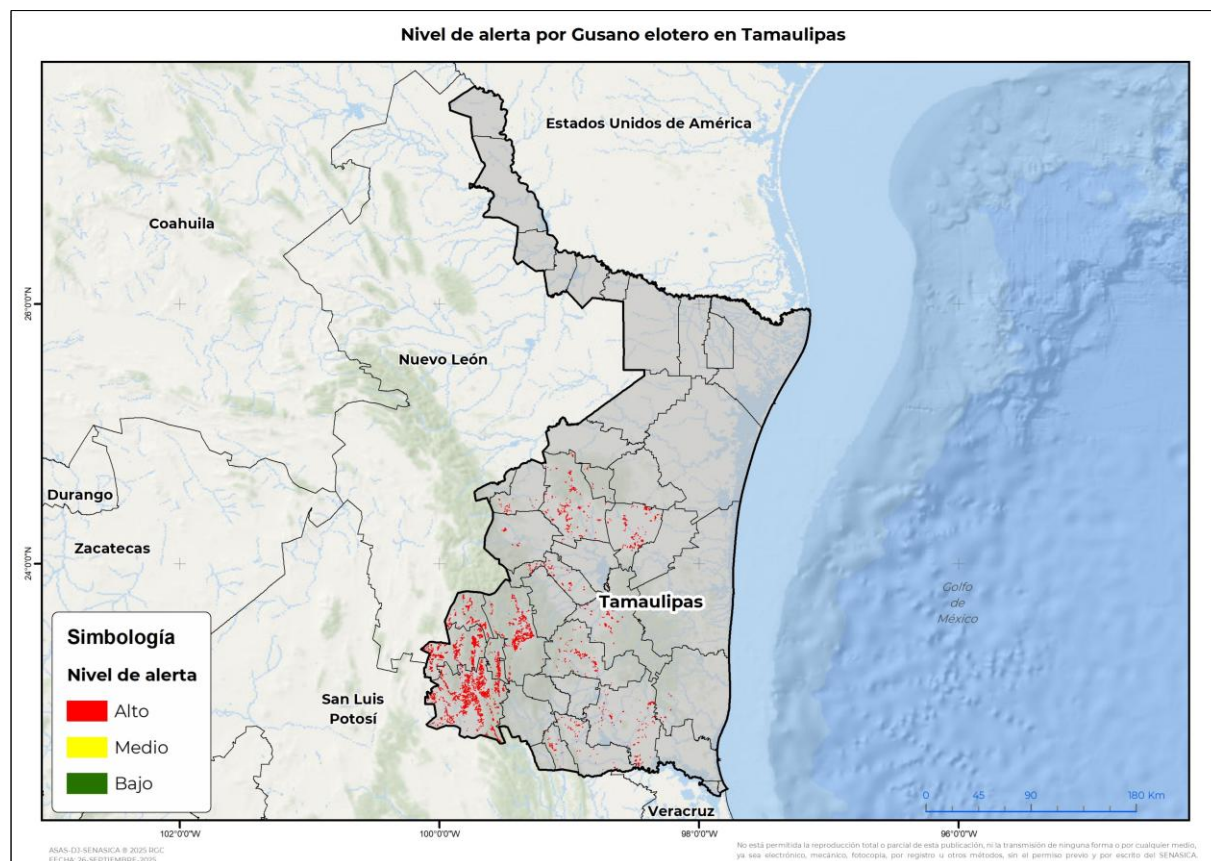 Nivel de alerta por Gusano elotero en Tamaulipas
Estados Unidos de América
Coahuila
26°0'0"N
Nuevo León
Durango
Zacatecas
24°0'0"N
Tamaulipas
Golfo
de
México
Simbología
Nivel de alerta
Alto
Medio
Bajo
San Luis
Potosí
Veracruz
0 45 90 180 Km
102°0'0"W 100°0'0"W 98°0'0"W 96°0'0"W
ASAS-DJ-SENASICA © 2025 RGC
FECHA: 26-SEPTIEMBRE-2025
No está permitida la reproducción total o parcial de esta publicación, ni la transmisión de ninguna forma o por cualquier medio,
ya sea electrónico, mecánico, fotocopia, por registro u otros métodos, sin el permiso previo y por escrito del SENASICA.